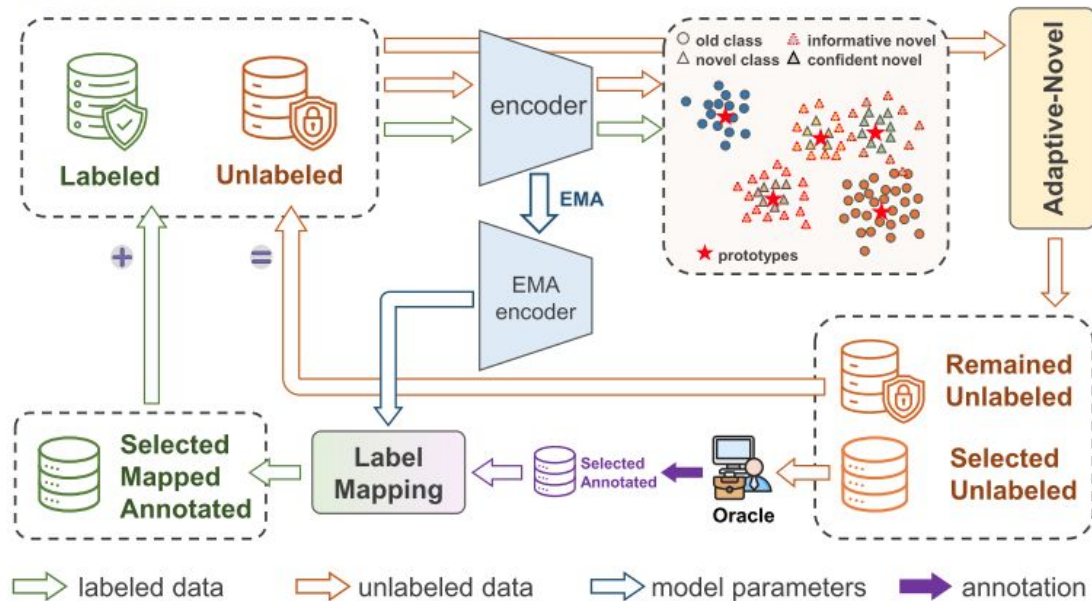 Labeled
Unlabeled
encoder
EMA
EMA
encoder
old class
novel class
informative novel
confident novel
prototypes
Adaptive-Novel
+
=
Remained
Unlabeled
Selected
Unlabeled
Oracle
Selected
Annotated
Label
Mapping
Selected
Mapped
Annotated
labeled data
unlabeled data
model parameters
annotation